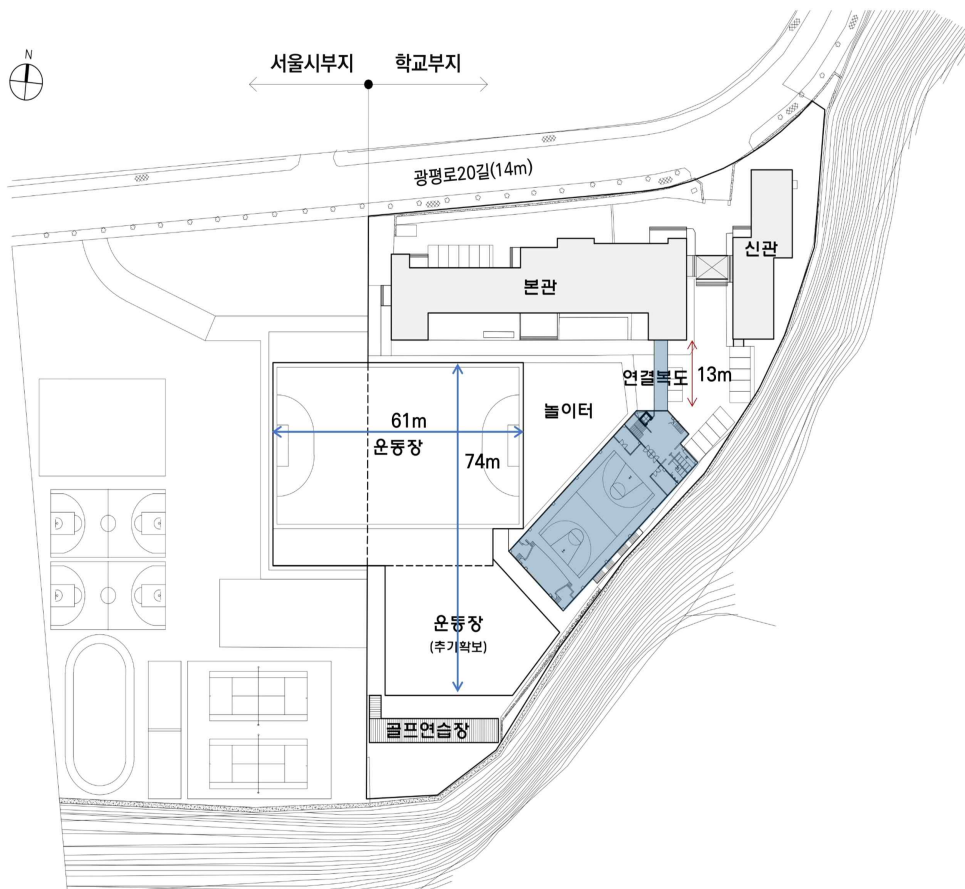 N
서울시부지 학교부지
광평로20길(14m)
신관
본관
연결복도 13m
놀이터
61m
운동장
74m
운동장
(추가확보)
골프연습장